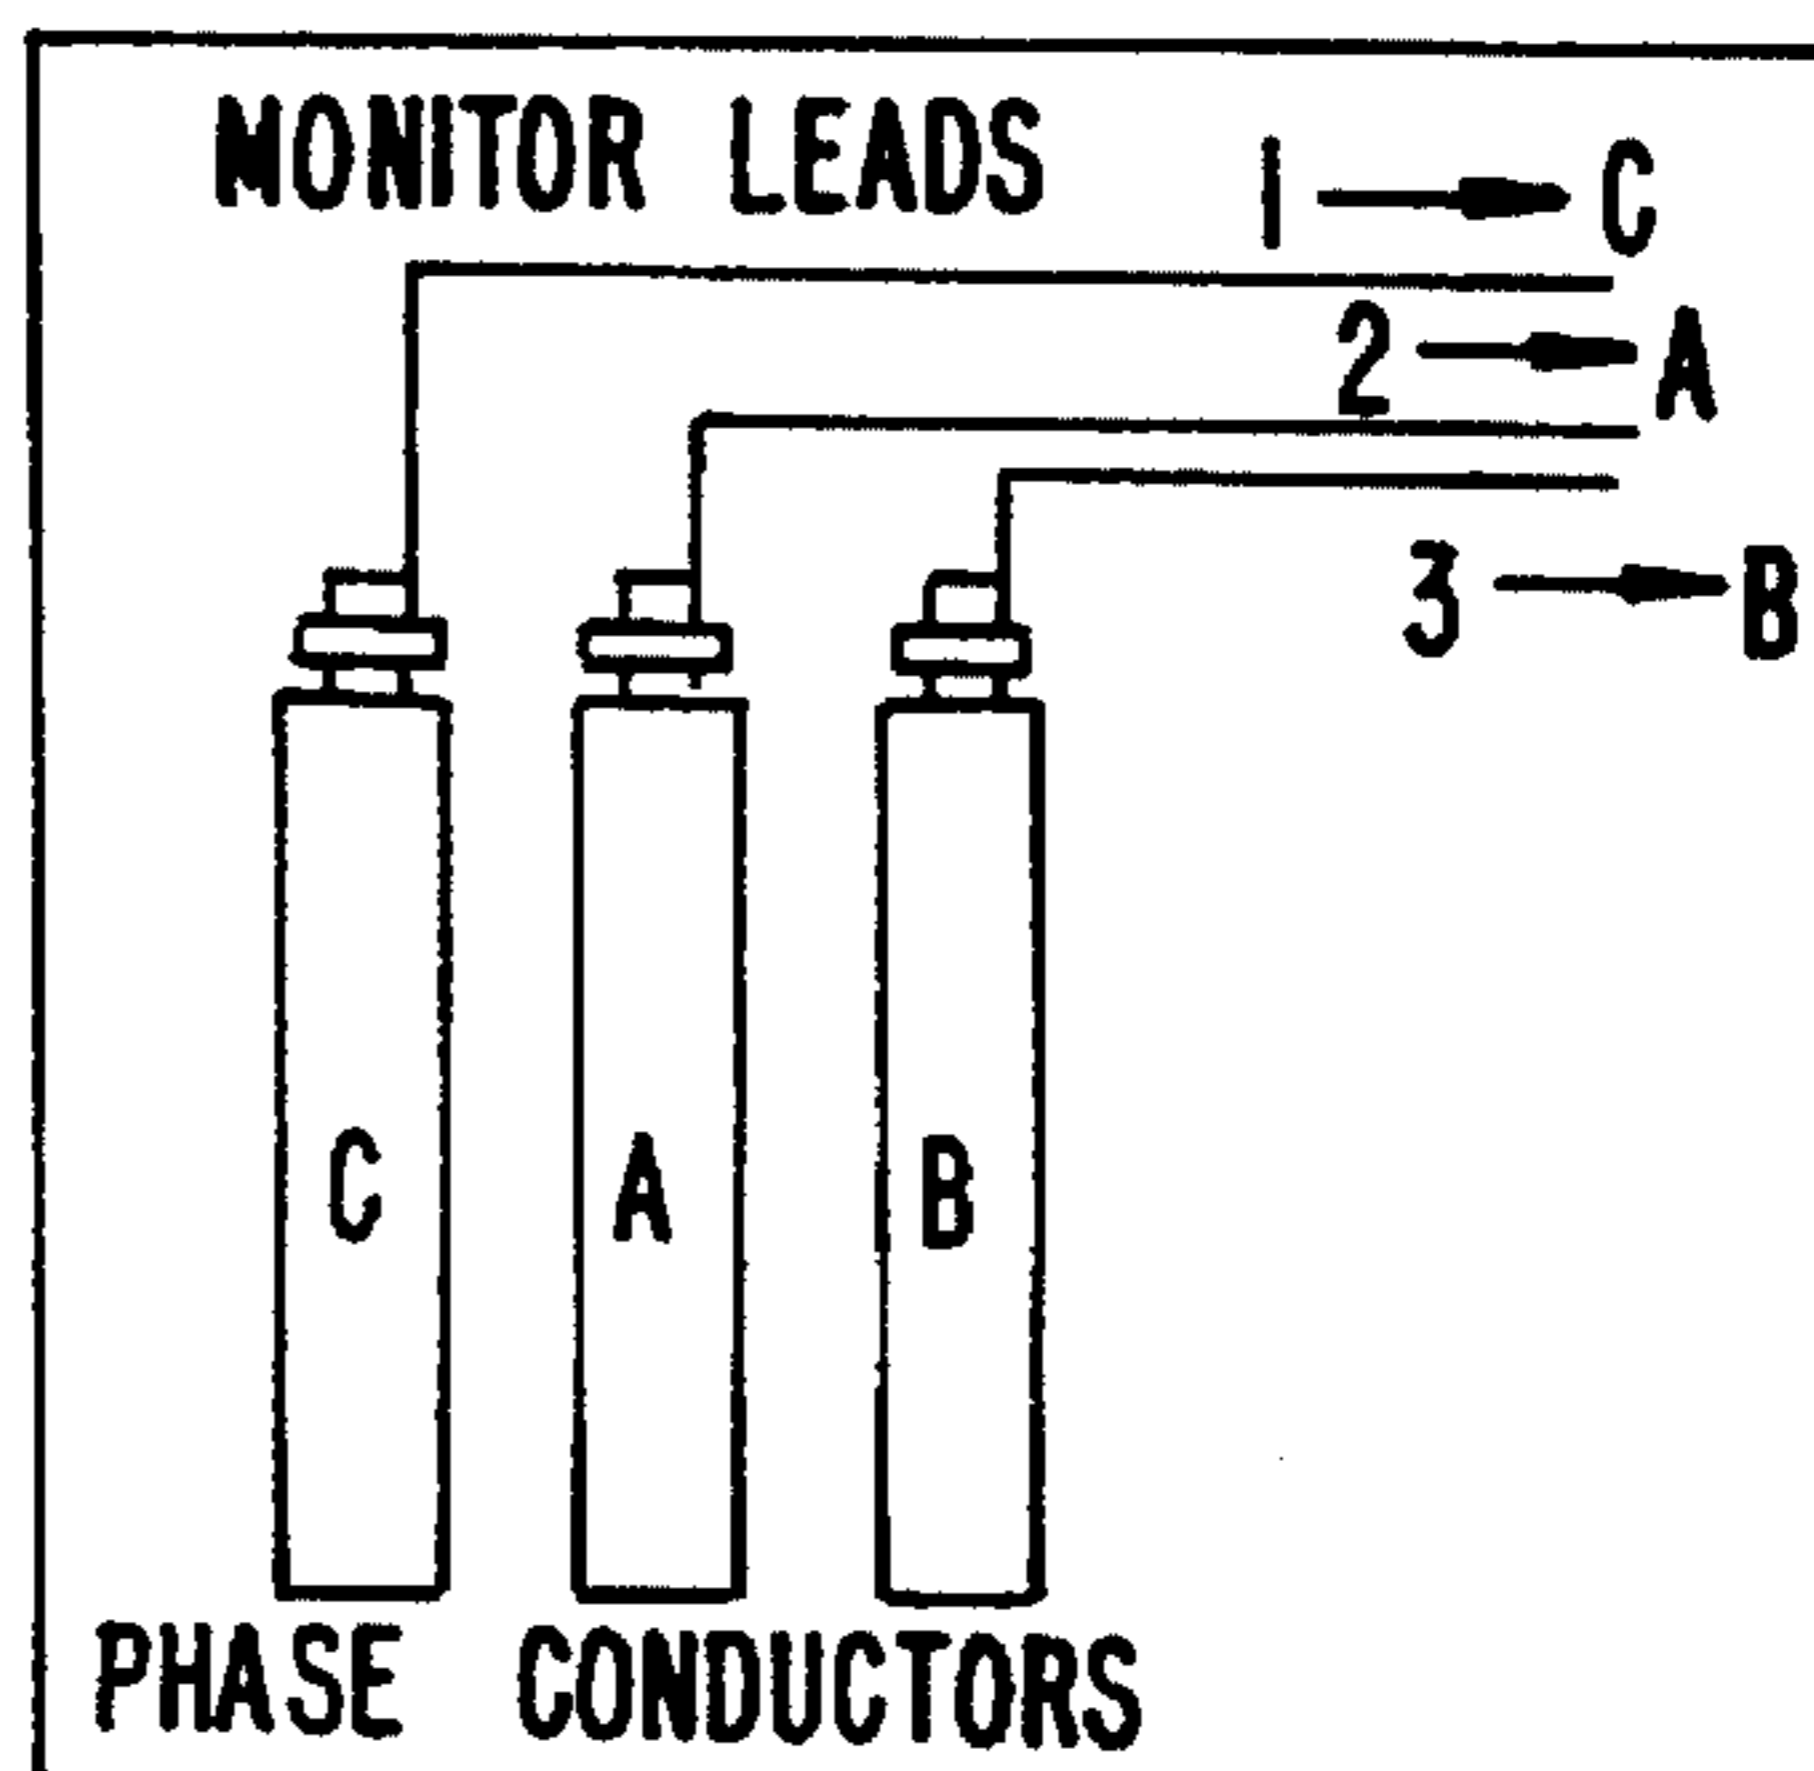 MONITOR LEADS
1 → C
2 → A
3 → B
C A B
PHASE CONDUCTORS